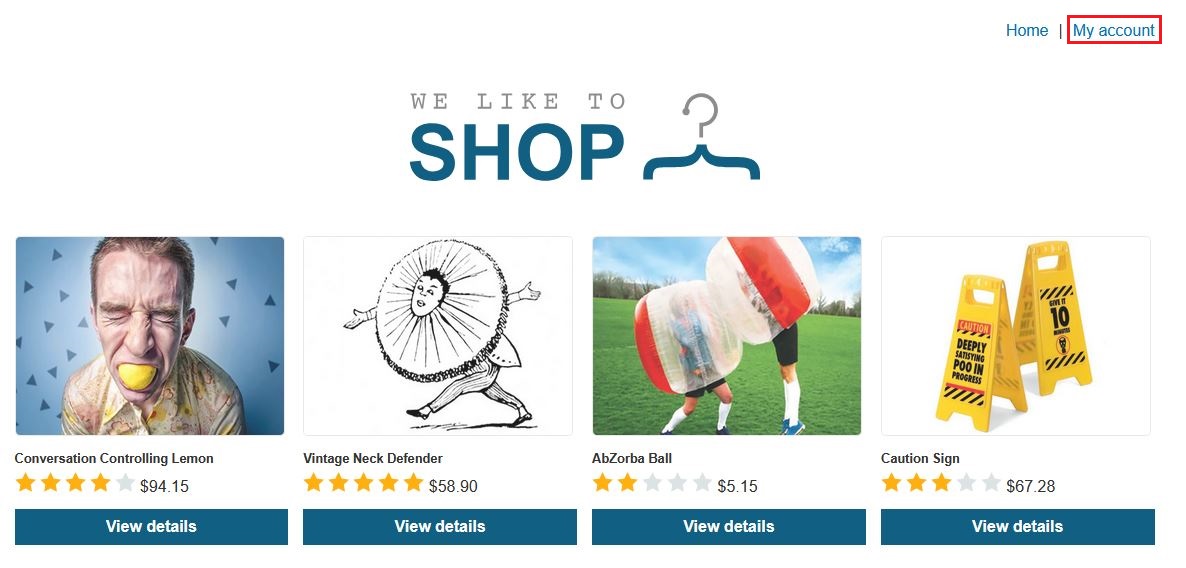 Home | My account
WE LIKE TO
SHOP
CAUTION
DEEPLY
SATISFYING
POO IN
PROGRESS
GIVE IT
10
MINUTES
Conversation Controlling Lemon
$94.15
View details
Vintage Neck Defender
$58.90
View details
AbZorba Ball
$5.15
View details
Caution Sign
$67.28
View details